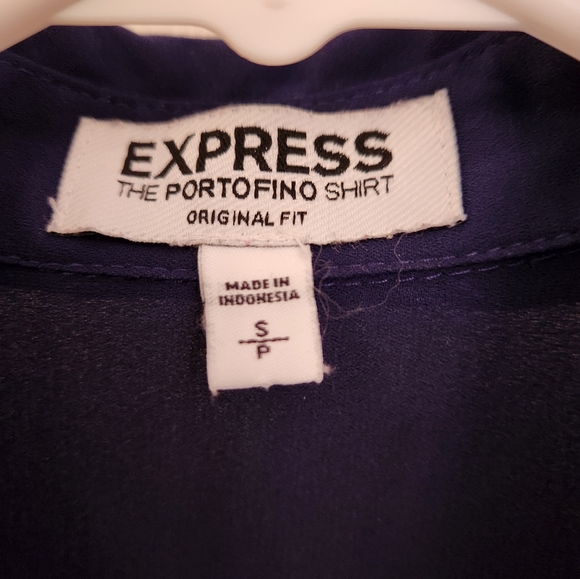 EXPRESS
THE PORTOFINO SHIRT
ORIGINAL FIT
MADE IN
INDONESIA
S
P